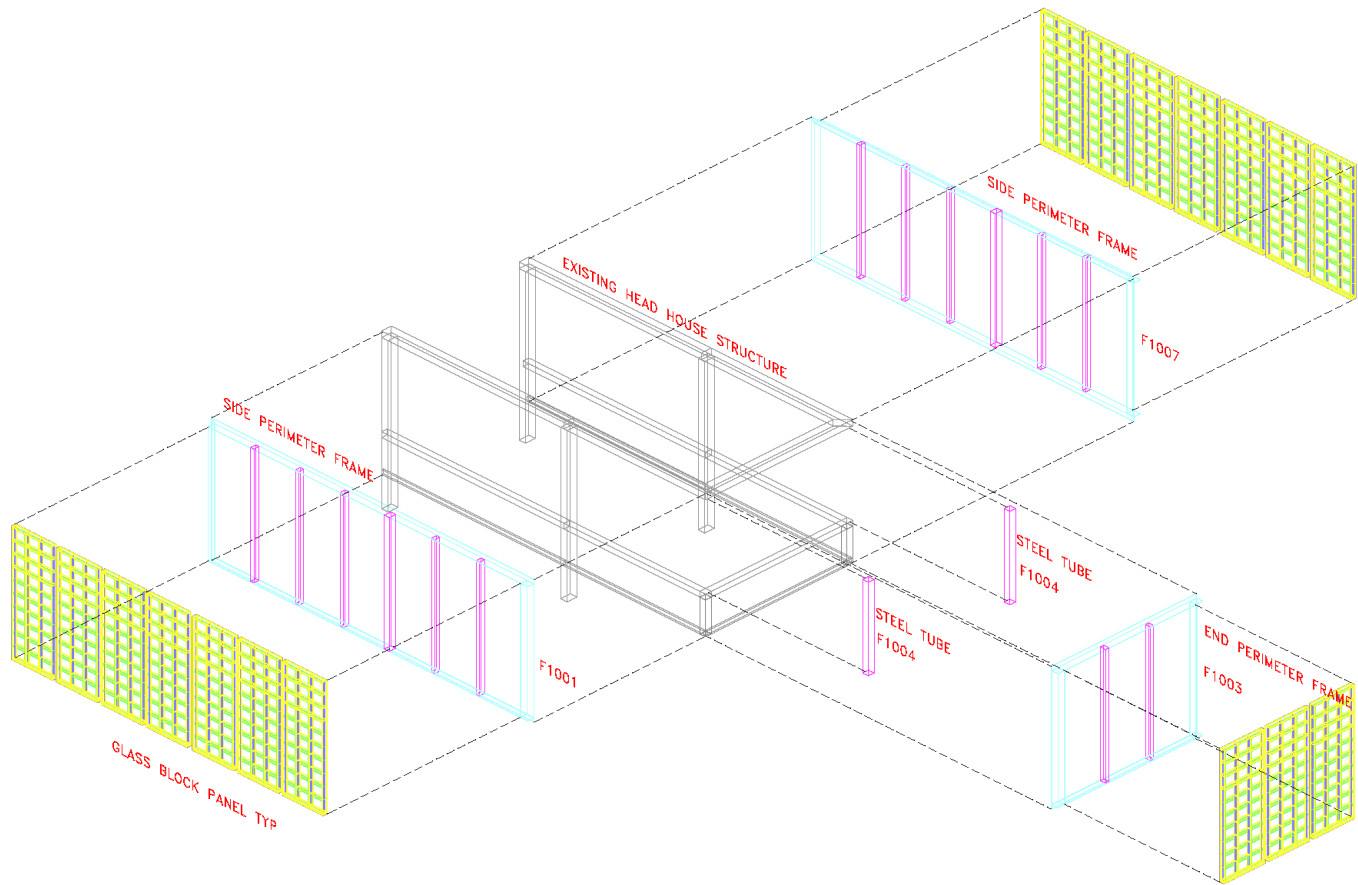 SIDE PERIMETER FRAME
F1007
EXISTING HEAD HOUSE STRUCTURE
SIDE PERIMETER FRAME
F1001
GLASS BLOCK PANEL TYP
STEEL TUBE
F1004
STEEL TUBE
F1004
END PERIMETER FRAME
F1003